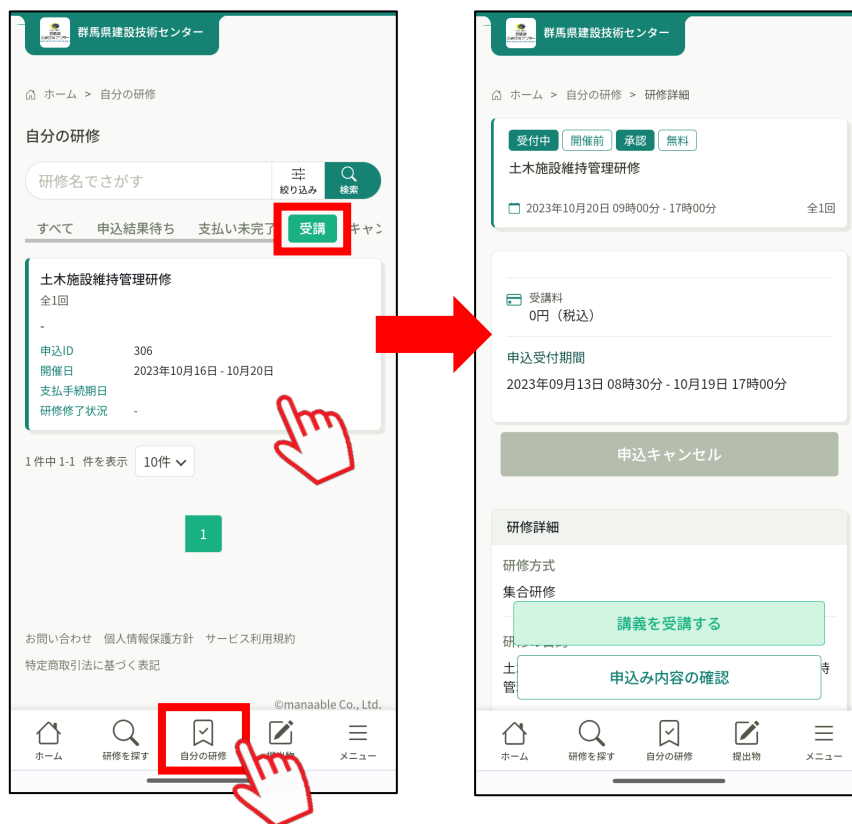 群馬県建設技術センター
ホーム > 自分の研修
自分の研修
研修名でさがす
絞り込み
検索
すべて 申込結果待ち 支払い未完了 受講 キャン
土木施設維持管理研修
全1回
-
申込ID 306
開催日 2023年10月16日 - 10月20日
支払手続期日
研修修了状況 -
1 件中 1-1 件を表示 10件
1
お問い合わせ 個人情報保護方針 サービス利用規約
特定商取引法に基づく表記
©manaable Co., Ltd.
ホーム 研修を探す 自分の研修 提出物 メニュー
群馬県建設技術センター
ホーム > 自分の研修 > 研修詳細
受付中 開催前 承認 無料
土木施設維持管理研修
2023年10月20日 09時00分 - 17時00分 全1回
受講料
0円（税込）
申込受付期間
2023年09月13日 08時30分 - 10月19日 17時00分
申込キャンセル
研修詳細
研修方式
集合研修
講義を受講する
申込み内容の確認
ホーム 研修を探す 自分の研修 提出物 メニュー